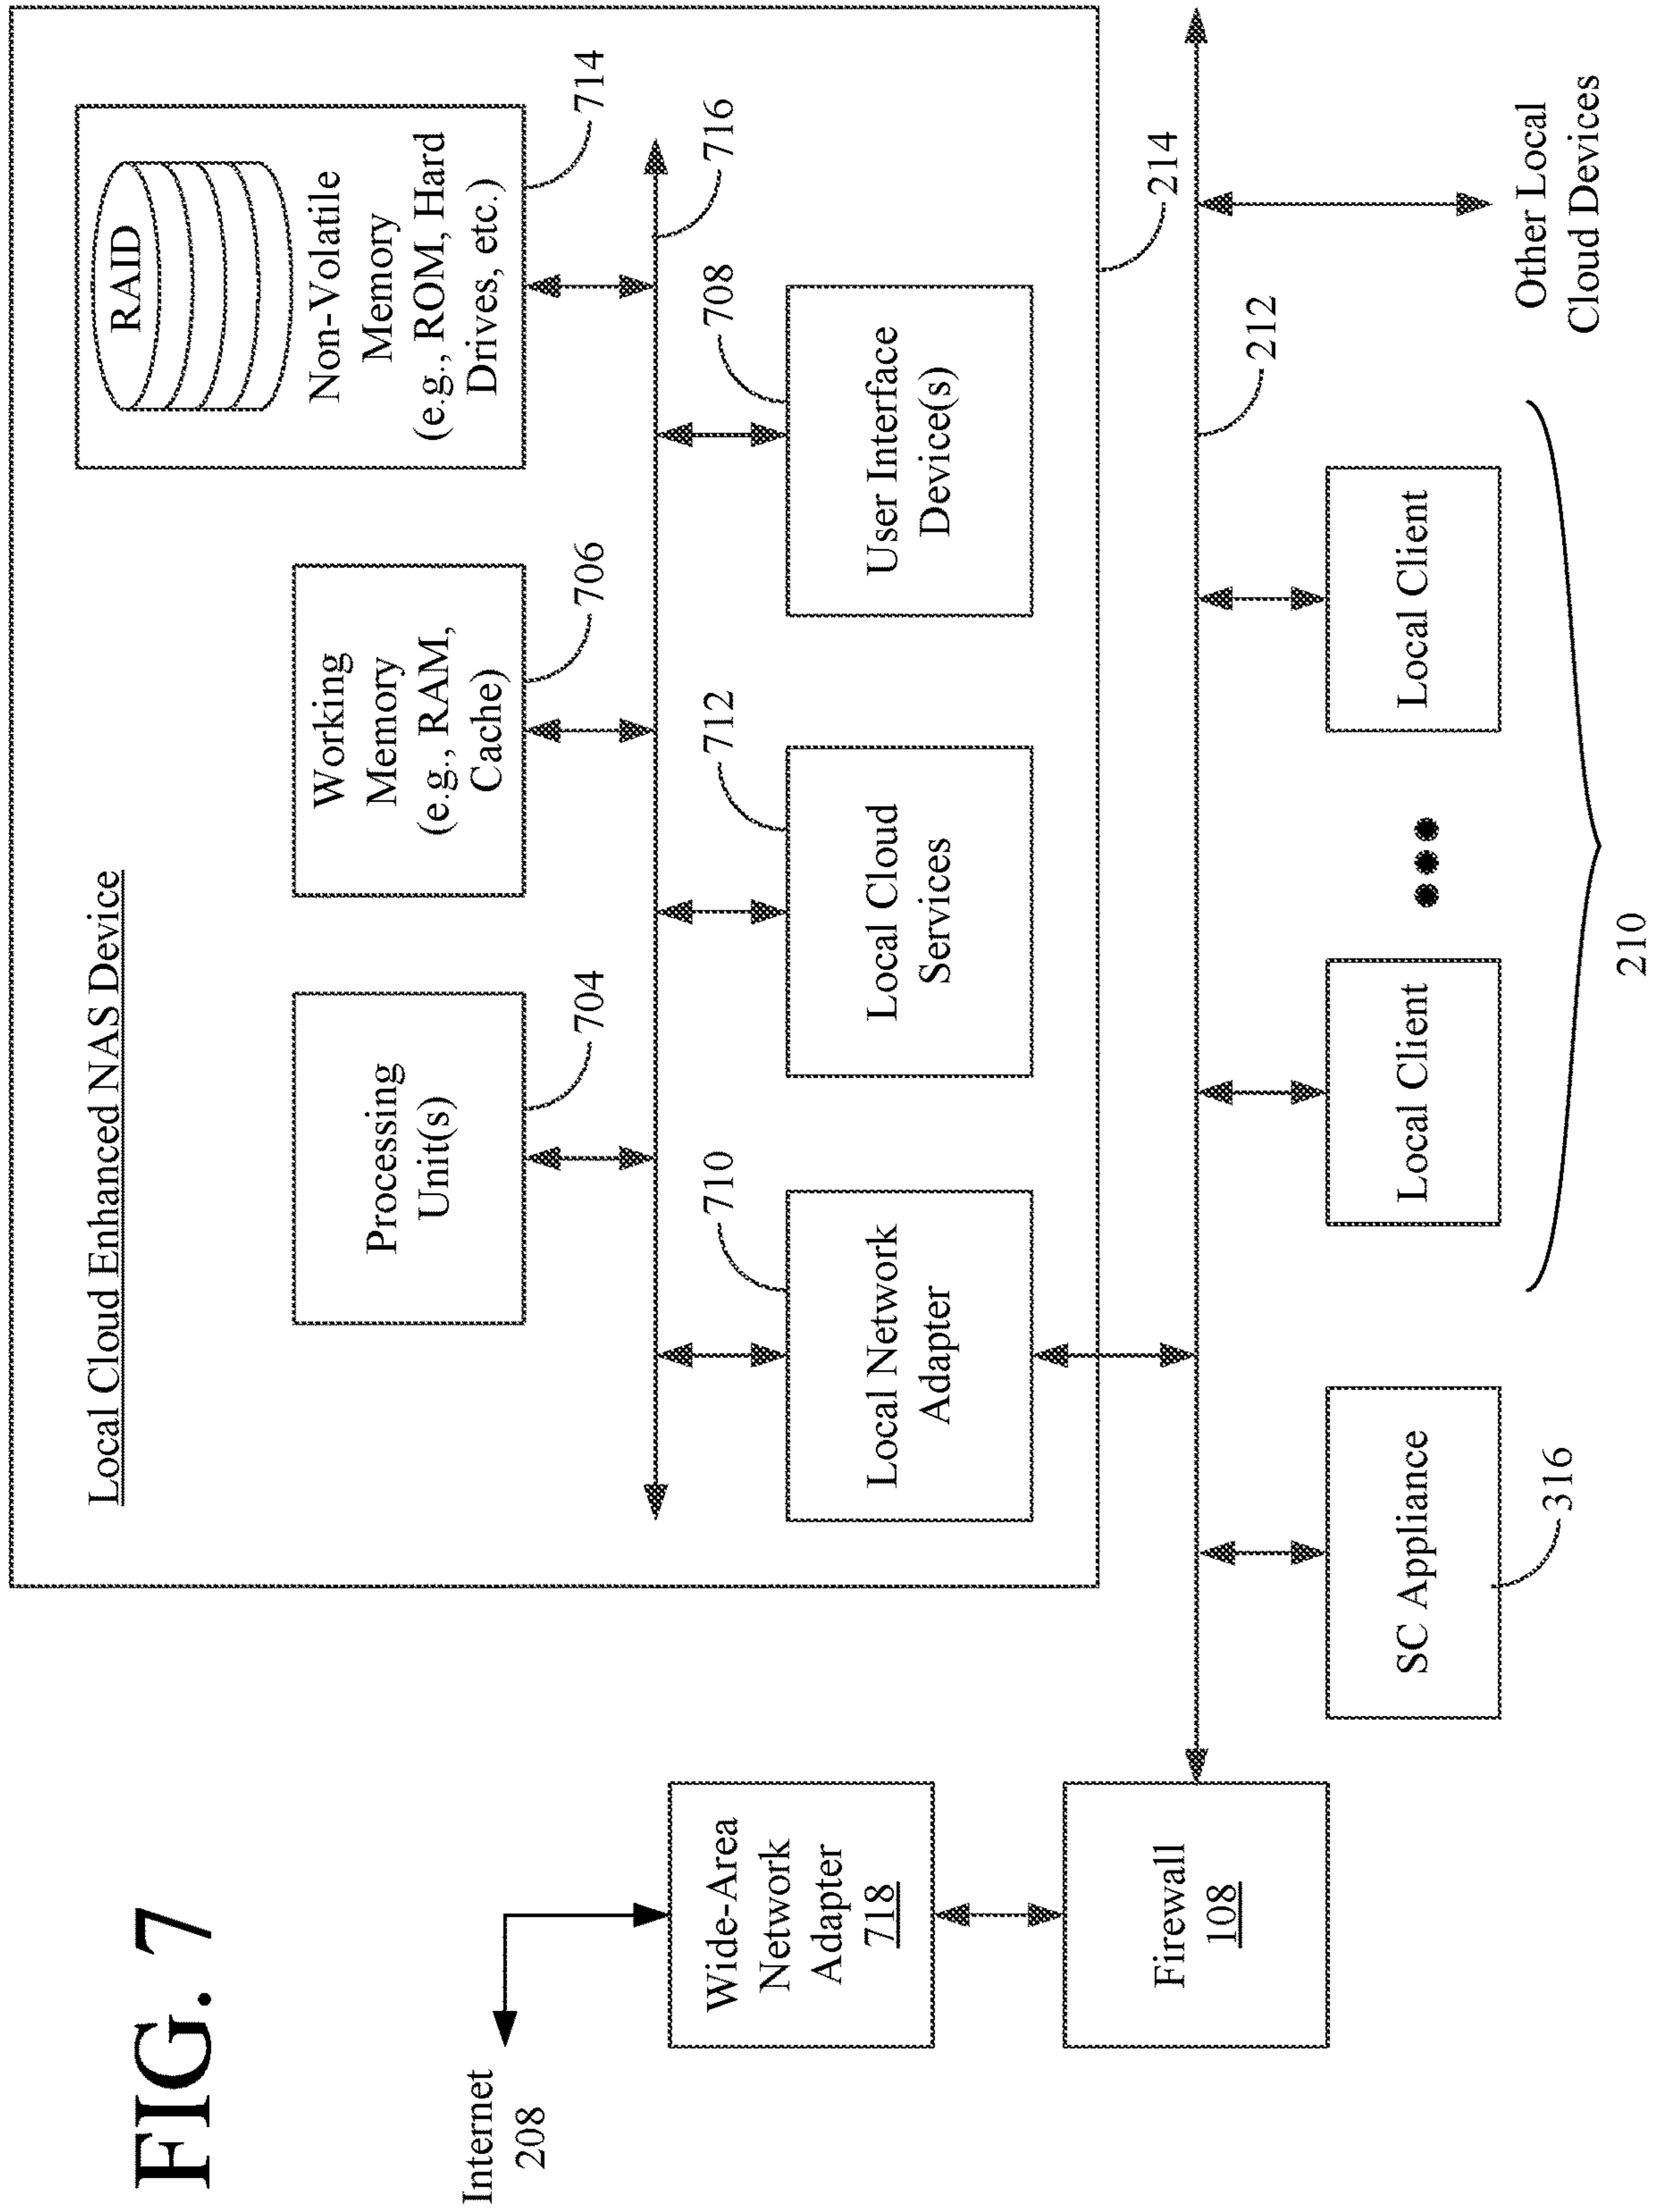 FIG. 7
Local Cloud Enhanced NAS Device
RAID
Non-Volatile
Memory
(e.g., ROM, Hard
Drives, etc.)
714
Working
Memory
(e.g., RAM,
Cache)
706
Processing
Unit(s)
704
716
Local Network
Adapter
710
Local Cloud
Services
712
User Interface
Device(s)
708
214
Internet
208
Wide-Area
Network
Adapter
718
Firewall
108
212
SC Appliance
316
Local Client
Local Client
210
Other Local
Cloud Devices